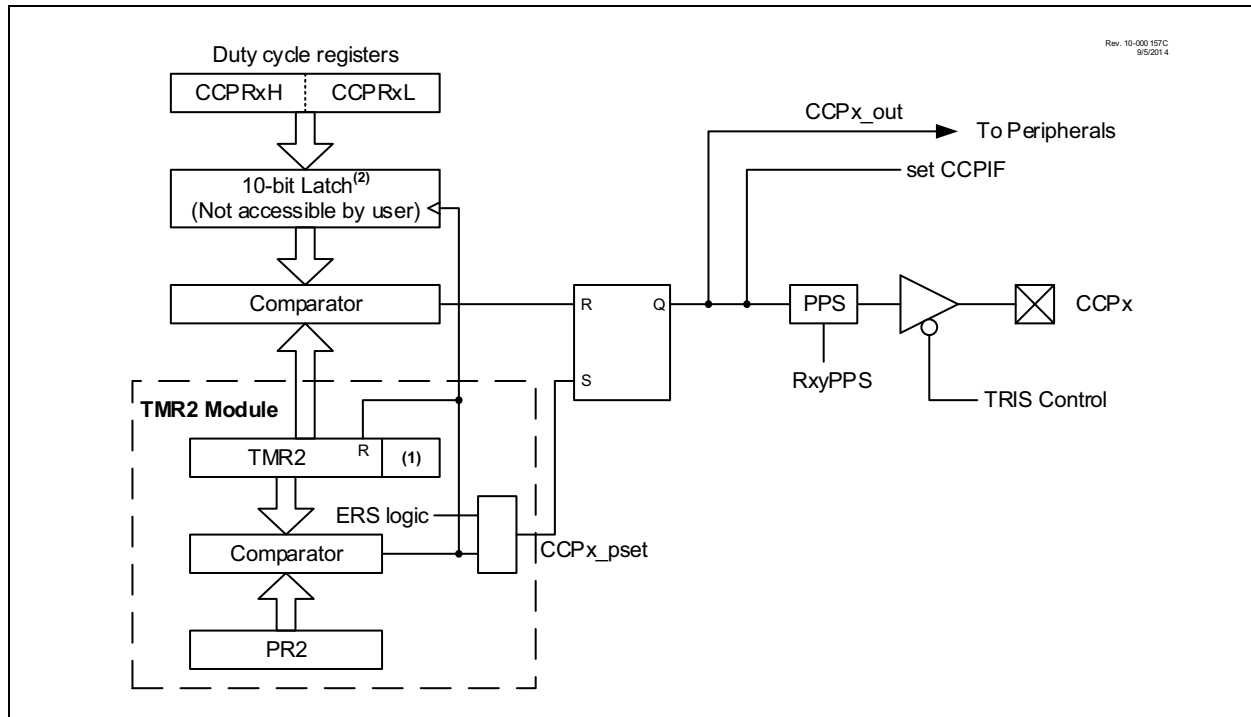 Rev. 10-000 157C
9/5/201 4
Duty cycle registers
CCPRxH CCPRxL
CCPx_out
To Peripherals
set CCPIF
10-bit Latch(2)
(Not accessible by user)
Comparator
R Q
S
PPS
CCPx
RxyPPS
TRIS Control
TMR2 Module
TMR2 R (1)
ERS logic
Comparator
CCPx_pset
PR2